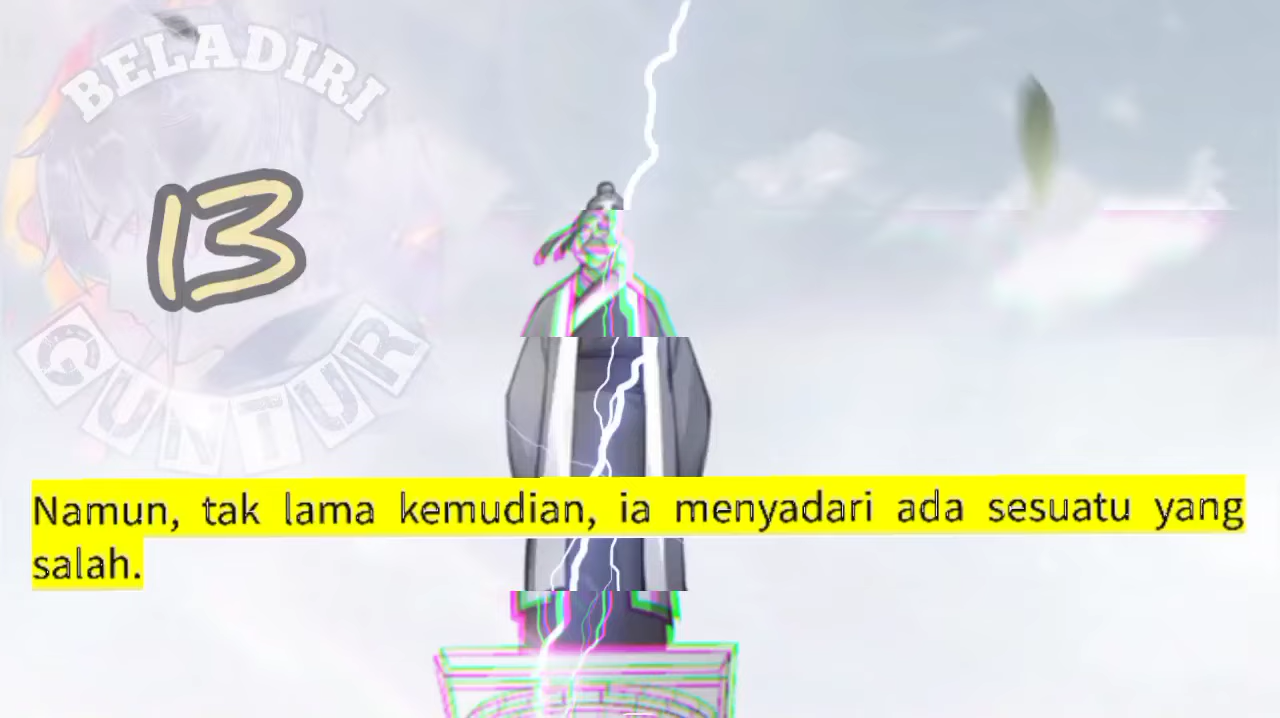 BELADIRI
13
GUNTUR
Namun, tak lama kemudian, ia menyadari ada sesuatu yang
salah.